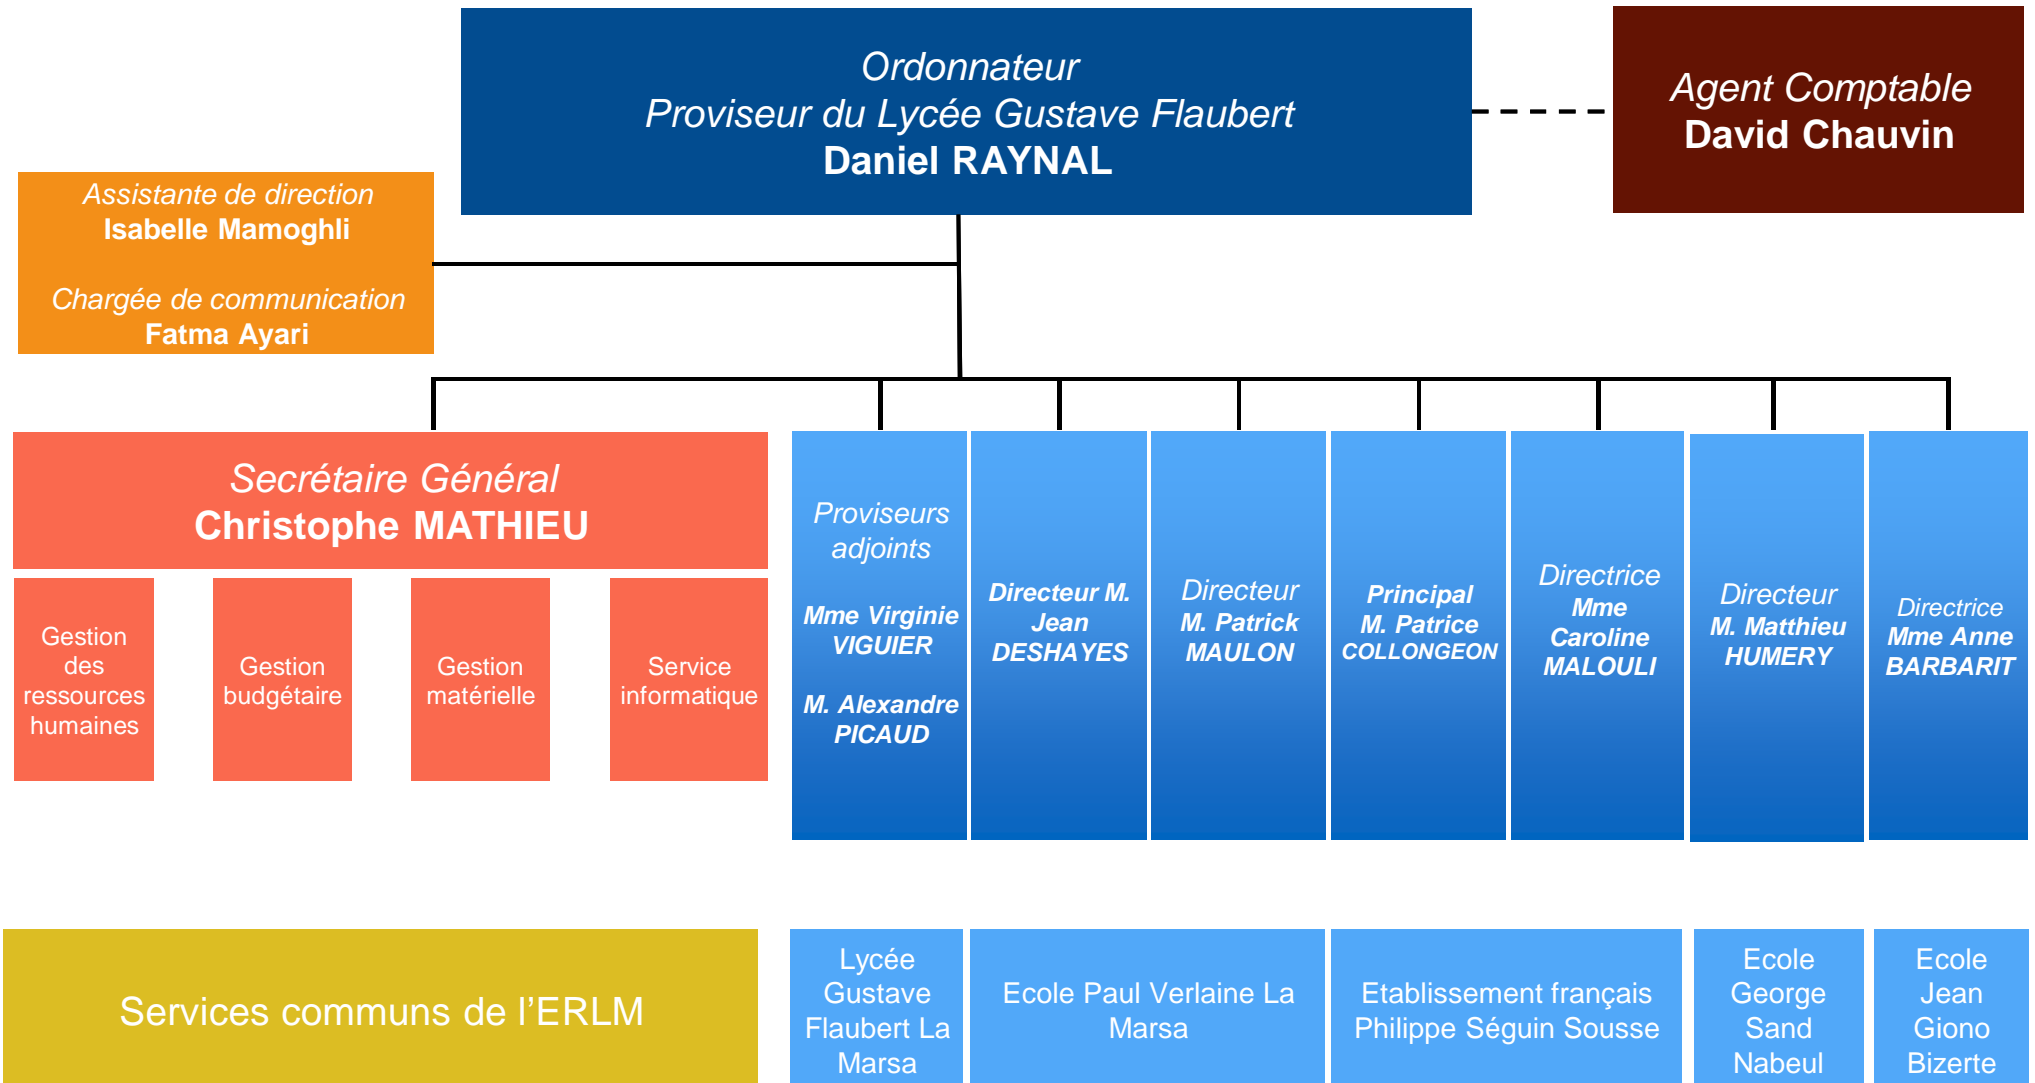 Ordonnateur
Proviseur du Lycée Gustave Flaubert
Daniel RAYNAL
Agent Comptable
David Chauvin
Assistante de direction
Isabelle Mamoghli
Chargée de communication
Fatma Ayari
Secrétaire Général
Christophe MATHIEU
Gestion
des
ressources
humaines
Gestion
budgétaire
Gestion
matérielle
Service
informatique
Proviseurs
adjoints
Mme Virginie
VIGUIER
M. Alexandre
PICAUD
Directeur M.
Jean
DESHAYES
Directeur
M. Patrick
MAULON
Principal
M. Patrice
COLLONGEON
Directrice
Mme
Caroline
MALOULI
Directeur
M. Matthieu
HUMERY
Directrice
Mme Anne
BARBARIT
Services communs de l’ERLM
Lycée
Gustave
Flaubert La
Marsa
Ecole Paul Verlaine La
Marsa
Etablissement français
Philippe Séguin Sousse
Ecole
George
Sand
Nabeul
Ecole
Jean
Giono
Bizerte